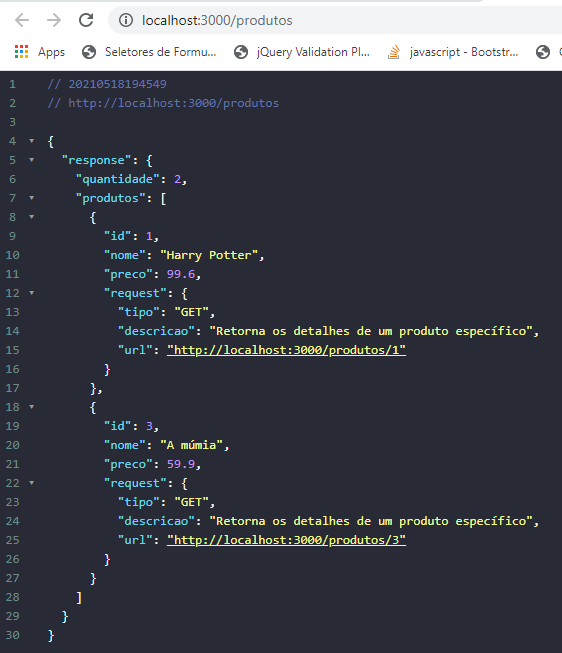 localhost:3000/produtos
Apps Seletores de Formu... jQuery Validation Pl... javascript - Bootstr... C
1 // 20210518194549
2 // http://localhost:3000/produtos
3
4 {
5 "response": {
6 "quantidade": 2,
7 "produtos": [
8 {
9 "id": 1,
10 "nome": "Harry Potter",
11 "preco": 99.6,
12 "request": {
13 "tipo": "GET",
14 "descricao": "Retorna os detalhes de um produto específico",
15 "url": "http://localhost:3000/produtos/1"
16 }
17 },
18 {
19 "id": 3,
20 "nome": "A múmia",
21 "preco": 59.9,
22 "request": {
23 "tipo": "GET",
24 "descricao": "Retorna os detalhes de um produto específico",
25 "url": "http://localhost:3000/produtos/3"
26 }
27 }
28 ]
29 }
30 }